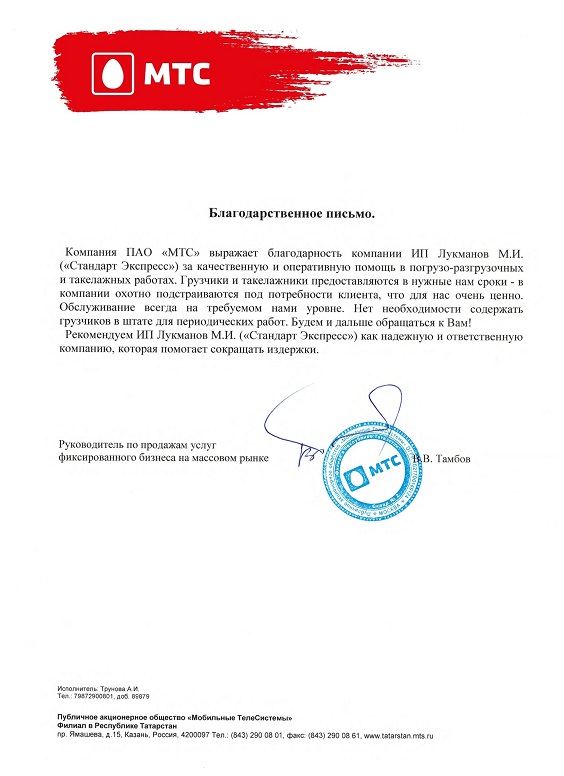 МТС
Благодарственное письмо.
Компания ПАО «МТС» выражает благодарность компании ИП Лукманов М.И.
(«Стандарт Экспресс») за качественную и оперативную помощь в погрузо-разгрузочных
и такелажных работах. Грузчики и такелажники предоставляются в нужные нам сроки - в
компании охотно подстраиваются под потребности клиента, что для нас очень ценно.
Обслуживание всегда на требуемом нами уровне. Нет необходимости содержать
грузчиков в штате для периодических работ. Будем и дальше обращаться к Вам!
Рекомендуем ИП Лукманов М.И. («Стандарт Экспресс») как надежную и ответственную
компанию, которая помогает сокращать издержки.
Руководитель по продажам услуг
фиксированного бизнеса на массовом рынке
В.В. Тамбов
МТС
Исполнитель: Трунова А.И.
Тел.: 79872900801, доб. 89879
Публичное акционерное общество «Мобильные ТелеСистемы»
Филиал в Республике Татарстан
пр. Ямашева, д.15, Казань, Россия, 4200097 Тел.: (843) 290 08 01, факс: (843) 290 08 61, www.tatarstan.mts.ru